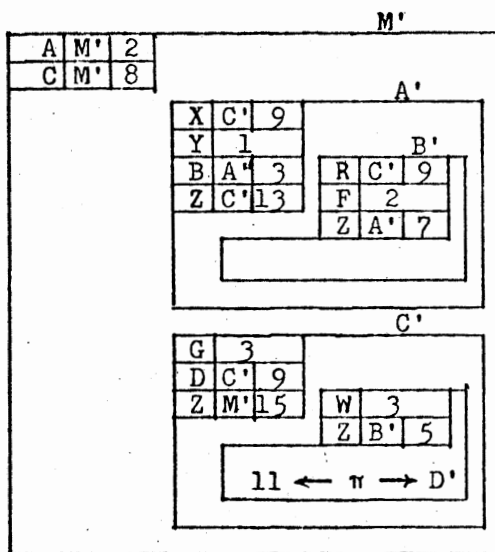 M'
A M' 2
C M' 8
A'
X C' 9
Y 1
B A' 3
Z C' 13
B'
R C' 9
F 2
Z A' 7
C'
G 3
D C' 9
Z M' 15
W 3
Z B' 5
11 ← π → D'